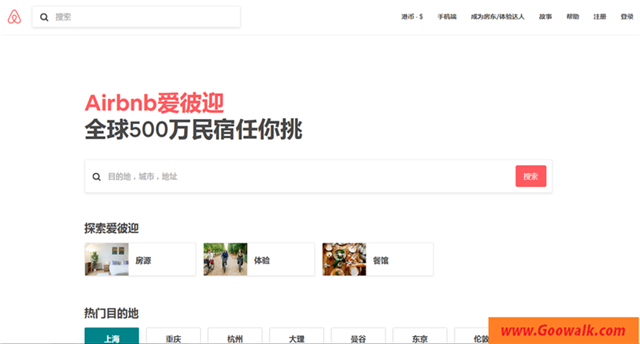 搜索
港币 - $ 手机端 成为房东/体验达人 故事 帮助 注册 登录
Airbnb爱彼迎
全球500万民宿任你挑
目的地，城市，地址 搜索
探索爱彼迎
房源 体验 餐馆
热门目的地
上海 重庆 杭州 大理 曼谷 东京 伦敦
www.Goowalk.com